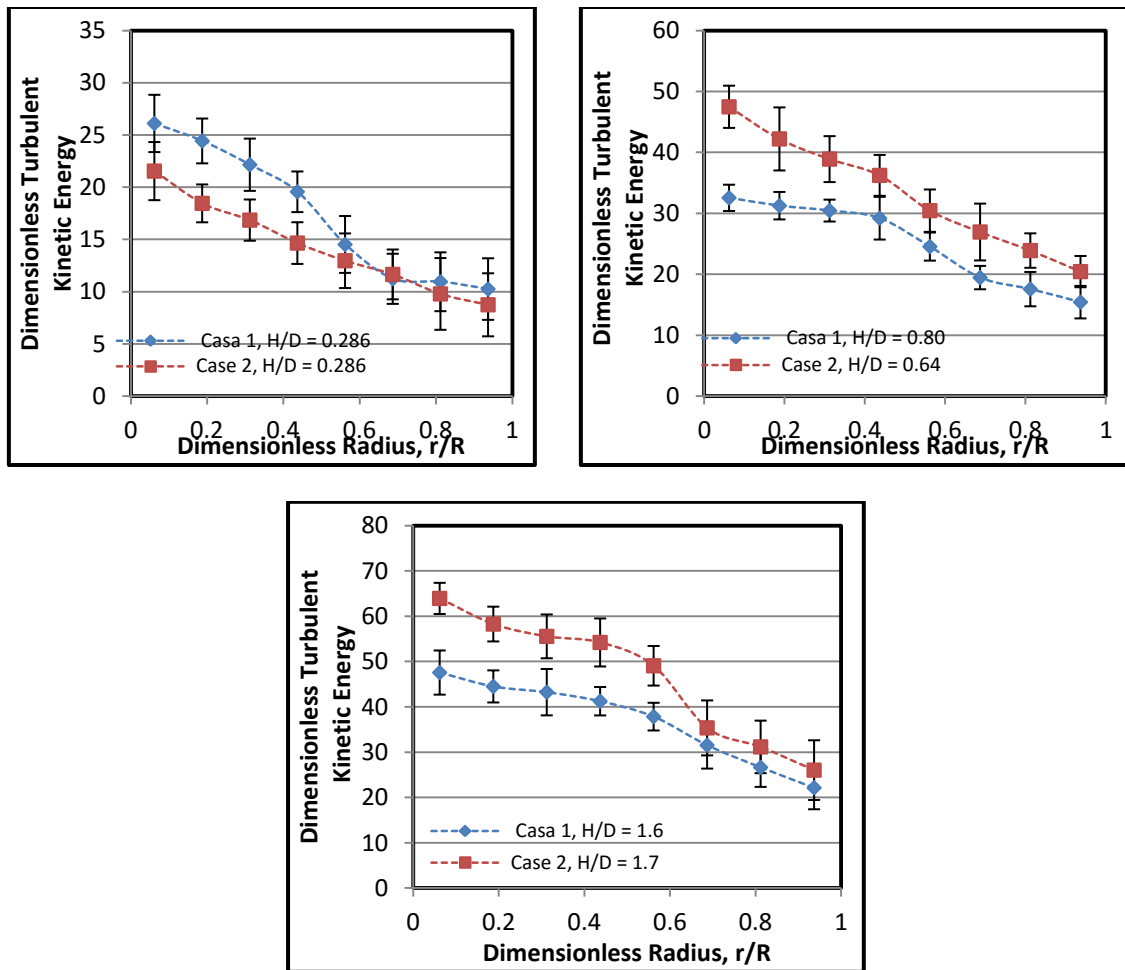 Dimensionless Turbulent
Kinetic Energy
35
30
25
20
15
10
5
0
Casa 1, H/D = 0.286
Case 2, H/D = 0.286
0 0.2 0.4 0.6 0.8 1
Dimensionless Radius, r/R
Dimensionless Turbulent
Kinetic Energy
60
50
40
30
20
10
0
Casa 1, H/D = 0.80
Case 2, H/D = 0.64
0 0.2 0.4 0.6 0.8 1
Dimensionless Radius, r/R
Dimensionless Turbulent
Kinetic Energy
80
70
60
50
40
30
20
10
0
Casa 1, H/D = 1.6
Case 2, H/D = 1.7
0 0.2 0.4 0.6 0.8 1
Dimensionless Radius, r/R